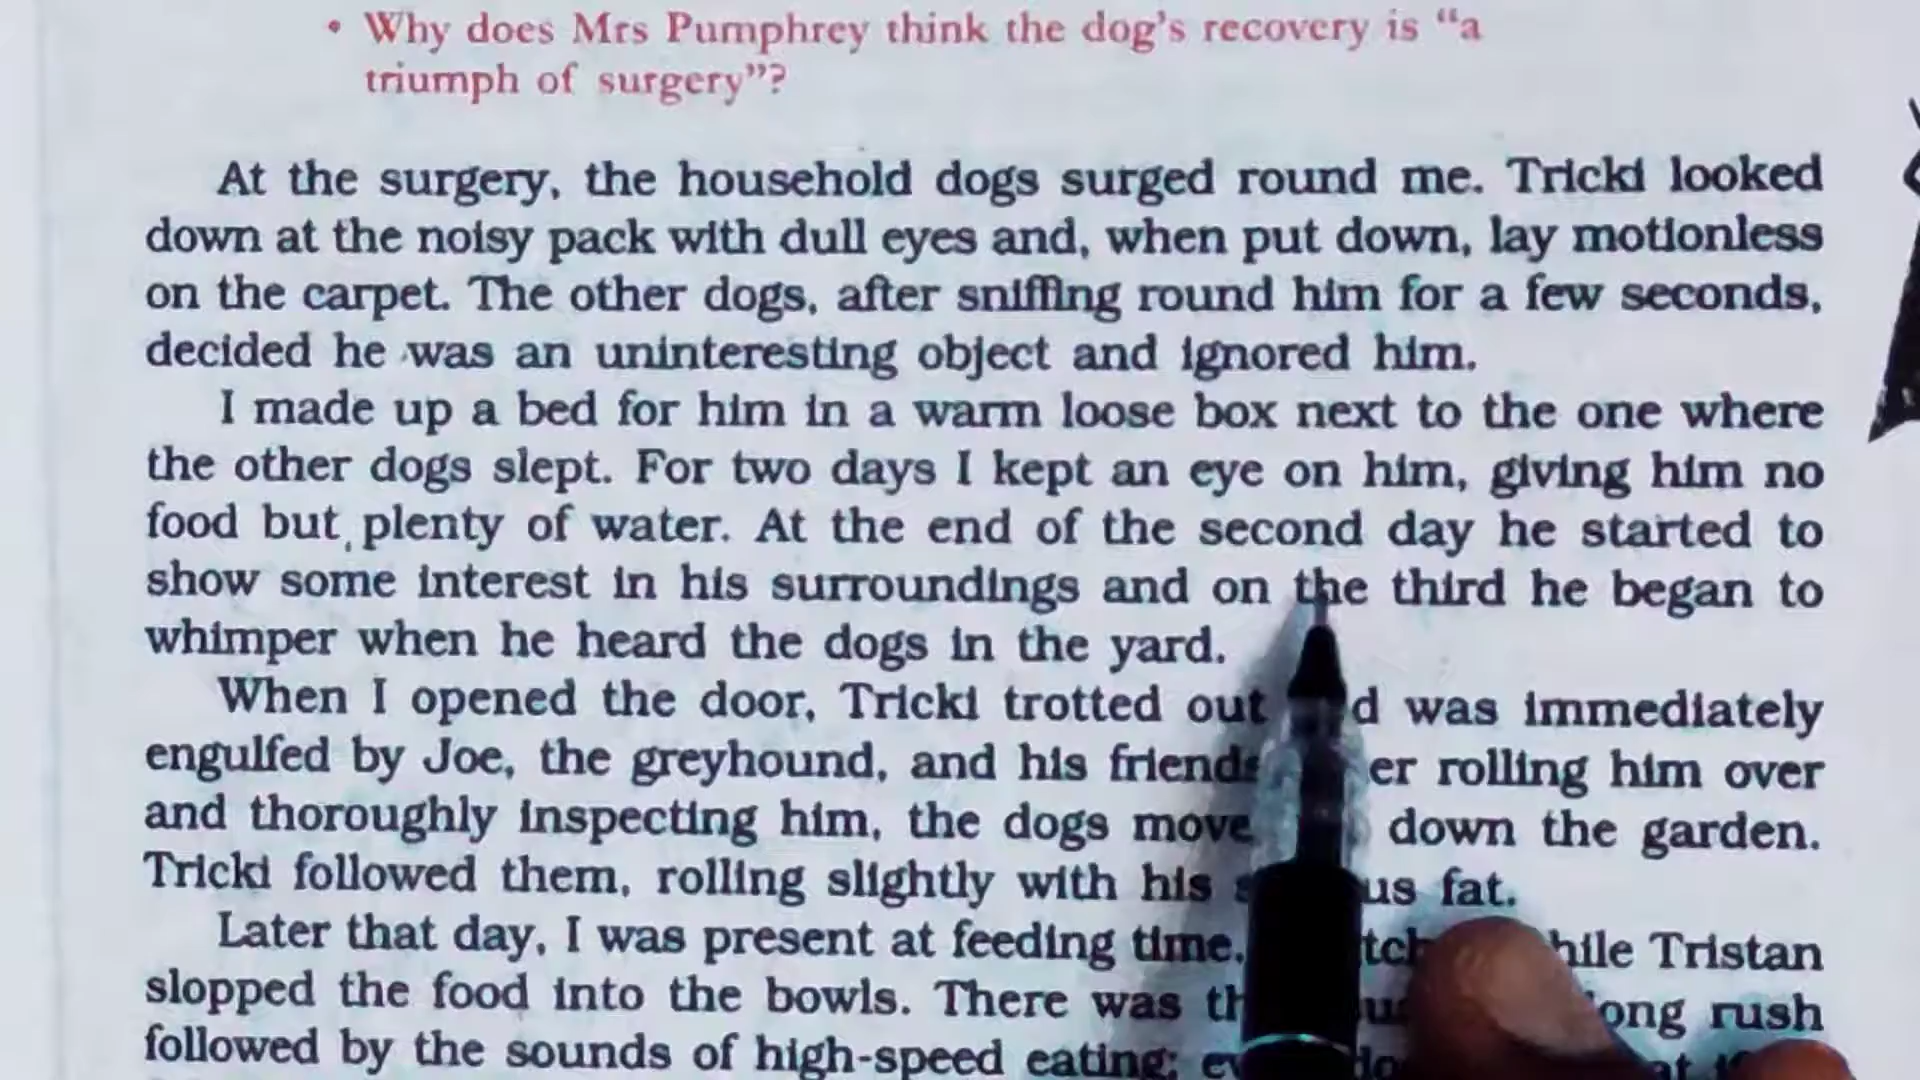 • Why does Mrs Pumphrey think the dog's recovery is "a
triumph of surgery"?
At the surgery, the household dogs surged round me. Tricki looked
down at the noisy pack with dull eyes and, when put down, lay motionless
on the carpet. The other dogs, after sniffing round him for a few seconds,
decided he was an uninteresting object and ignored him.
I made up a bed for him in a warm loose box next to the one where
the other dogs slept. For two days I kept an eye on him, giving him no
food but plenty of water. At the end of the second day he started to
show some interest in his surroundings and on the third he began to
whimper when he heard the dogs in the yard.
When I opened the door, Tricki trotted out was immediately
engulfed by Joe, the greyhound, and his friends rolling him over
and thoroughly inspecting him, the dogs down the garden.
Tricki followed them, rolling slightly with his fat.
Later that day, I was present at feeding time. Tristan
slopped the food into the bowls. There was rush
followed by the sounds of high-speed eating;